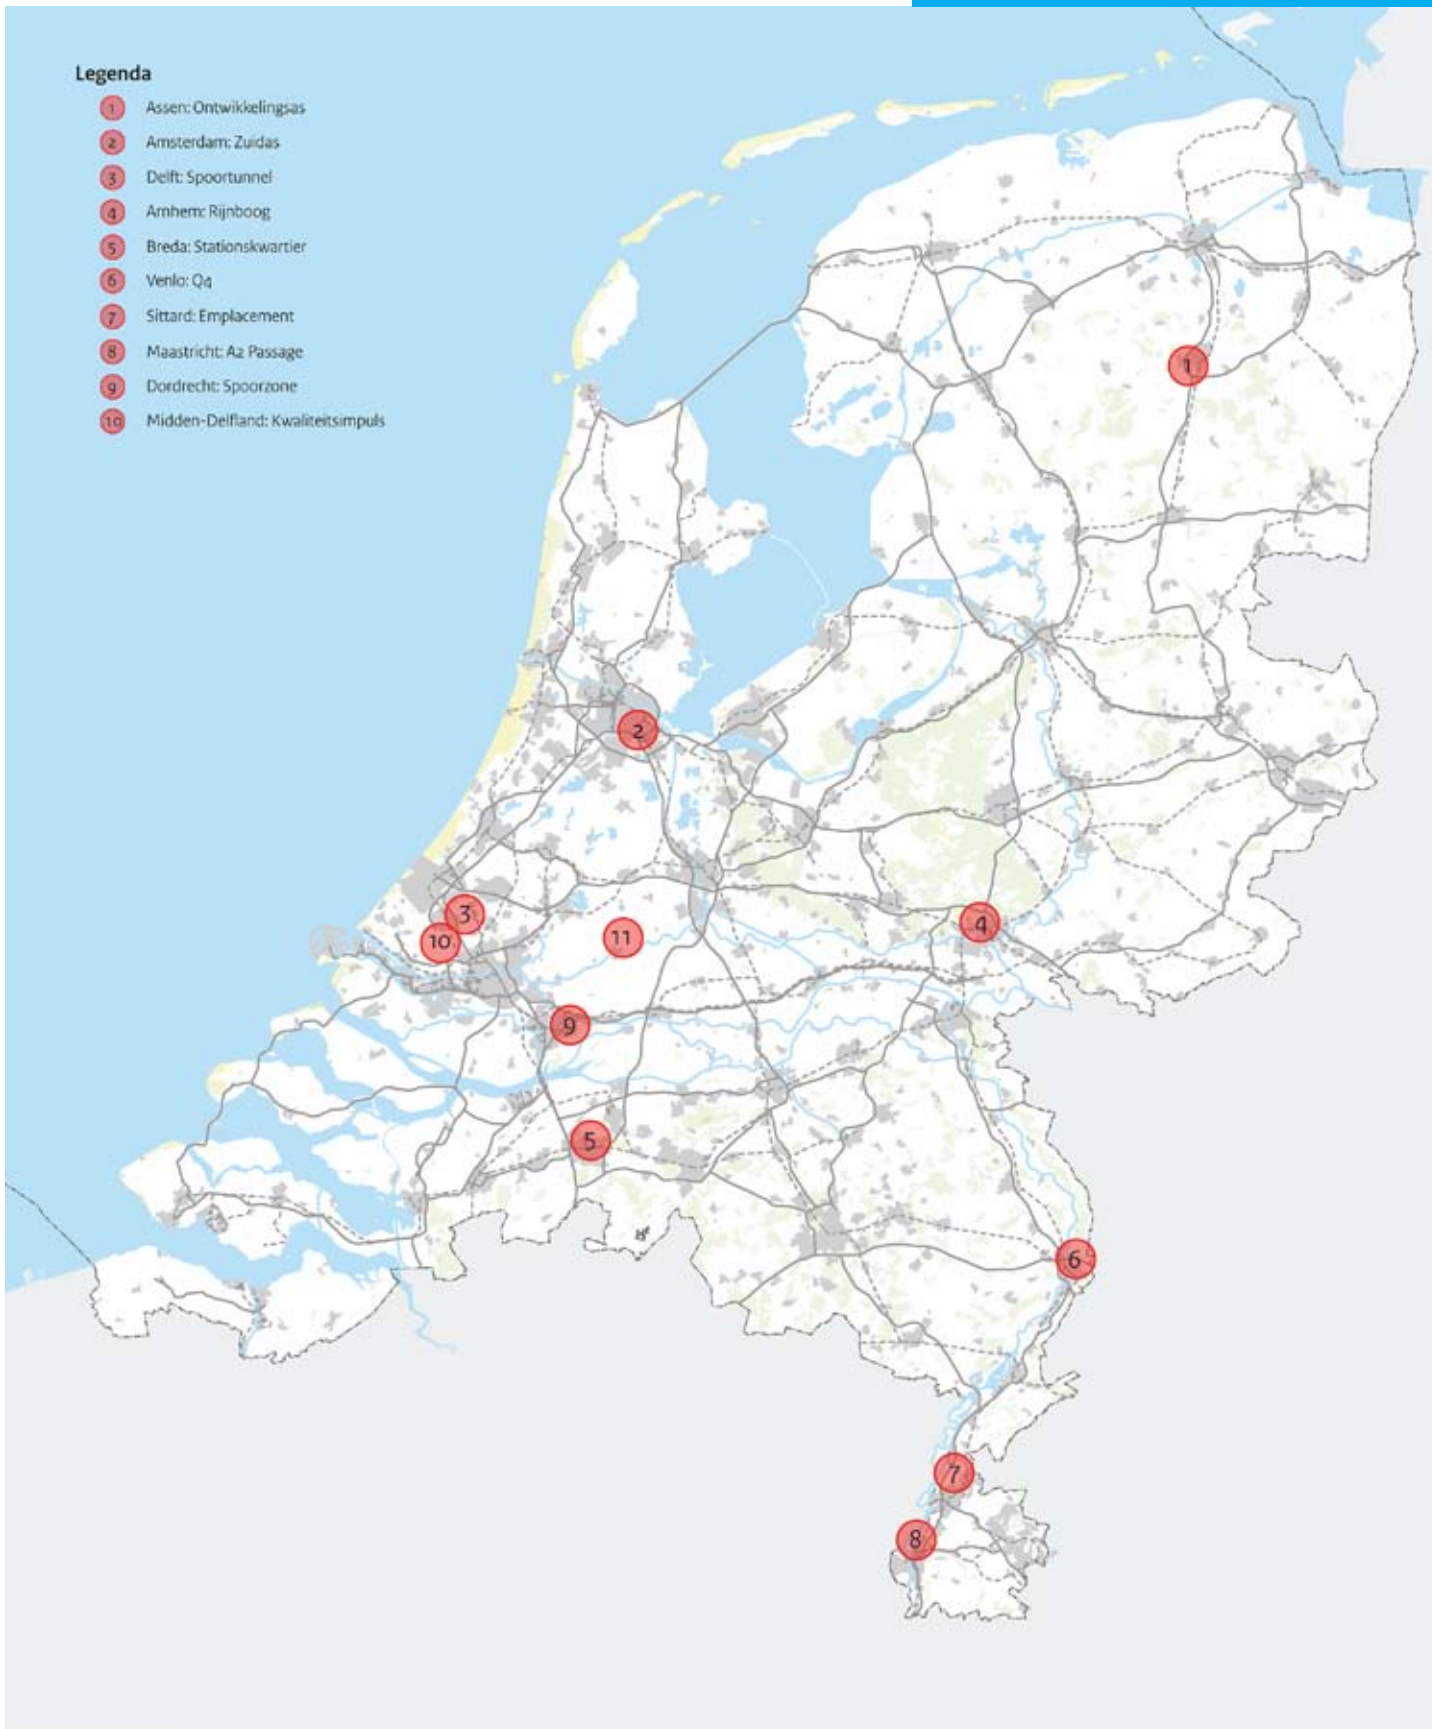 Legenda
1 Assen: Ontwikkelingsas
2 Amsterdam: Zuidas
3 Delft: Spoortunnel
4 Arnhem: Rijnboog
5 Breda: Stationskwartier
6 Venlo: Q4
7 Sittard: Emplacement
8 Maastricht: A2 Passage
9 Dordrecht: Spoorzone
10 Midden-Delfland: Kwaliteitsimpuls
1
2
3
10
11
4
9
5
6
7
8